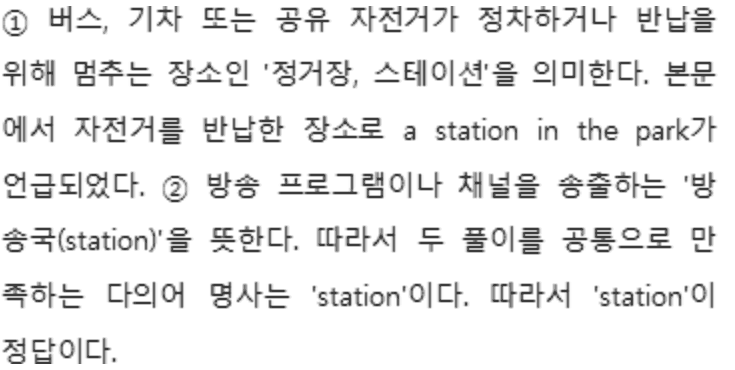 ① 버스, 기차 또는 공유 자전거가 정차하거나 반납을
위해 멈추는 장소인 '정거장, 스테이션'을 의미한다. 본문
에서 자전거를 반납한 장소로 a station in the park가
언급되었다. ② 방송 프로그램이나 채널을 송출하는 '방
송국(station)'을 뜻한다. 따라서 두 풀이를 공통으로 만
족하는 다의어 명사는 'station'이다. 따라서 'station'이
정답이다.